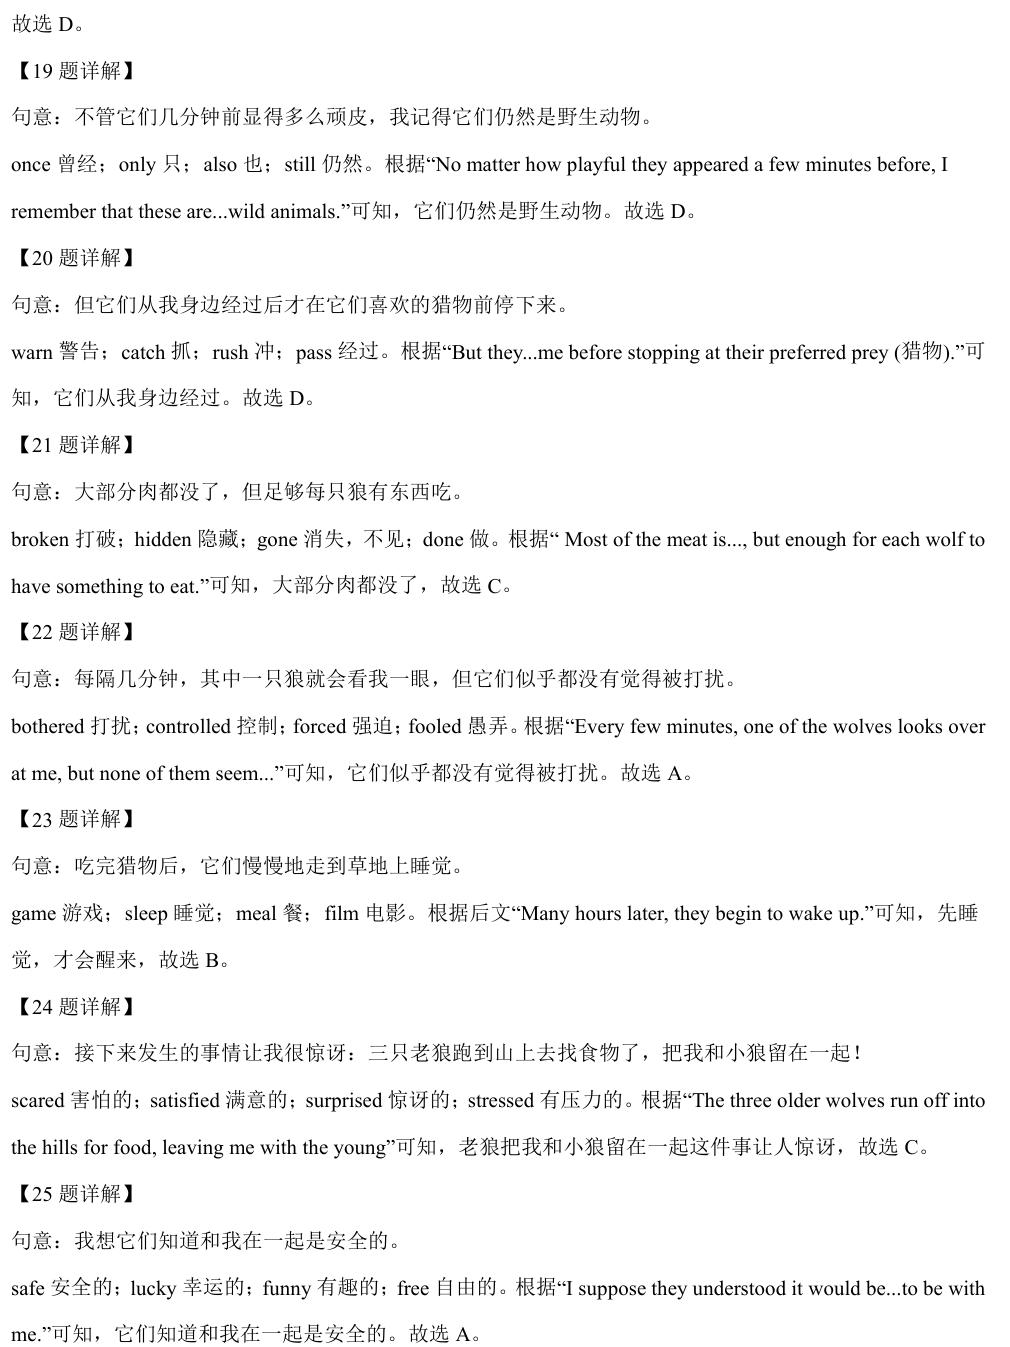 故选 D。
【19 题详解】
句意：不管它们几分钟前显得多么顽皮，我记得它们仍然是野生动物。
once 曾经；only 只；also 也；still 仍然。根据“No matter how playful they appeared a few minutes before, I
remember that these are...wild animals.”可知，它们仍然是野生动物。故选 D。
【20 题详解】
句意：但它们从我身边经过后才在它们喜欢的猎物前停下来。
warn 警告；catch 抓；rush 冲；pass 经过。根据“But they...me before stopping at their preferred prey (猎物).”可
知，它们从我身边经过。故选 D。
【21 题详解】
句意：大部分肉都没了，但足够每只狼有东西吃。
broken 打破；hidden 隐藏；gone 消失，不见；done 做。根据“ Most of the meat is..., but enough for each wolf to
have something to eat.”可知，大部分肉都没了，故选 C。
【22 题详解】
句意：每隔几分钟，其中一只狼就会看我一眼，但它们似乎都没有觉得被打扰。
bothered 打扰；controlled 控制；forced 强迫；fooled 愚弄。根据“Every few minutes, one of the wolves looks over
at me, but none of them seem...”可知，它们似乎都没有觉得被打扰。故选 A。
【23 题详解】
句意：吃完猎物后，它们慢慢地走到草地上睡觉。
game 游戏；sleep 睡觉；meal 餐；film 电影。根据后文“Many hours later, they begin to wake up.”可知，先睡
觉，才会醒来，故选 B。
【24 题详解】
句意：接下来发生的事情让我很惊讶：三只老狼跑到山上去找食物了，把我和小狼留在一起！
scared 害怕的；satisfied 满意的；surprised 惊讶的；stressed 有压力的。根据“The three older wolves run off into
the hills for food, leaving me with the young”可知，老狼把我和小狼留在一起这件事让人惊讶，故选 C。
【25 题详解】
句意：我想它们知道和我在一起是安全的。
safe 安全的；lucky 幸运的；funny 有趣的；free 自由的。根据“I suppose they understood it would be...to be with
me.”可知，它们知道和我在一起是安全的。故选 A。